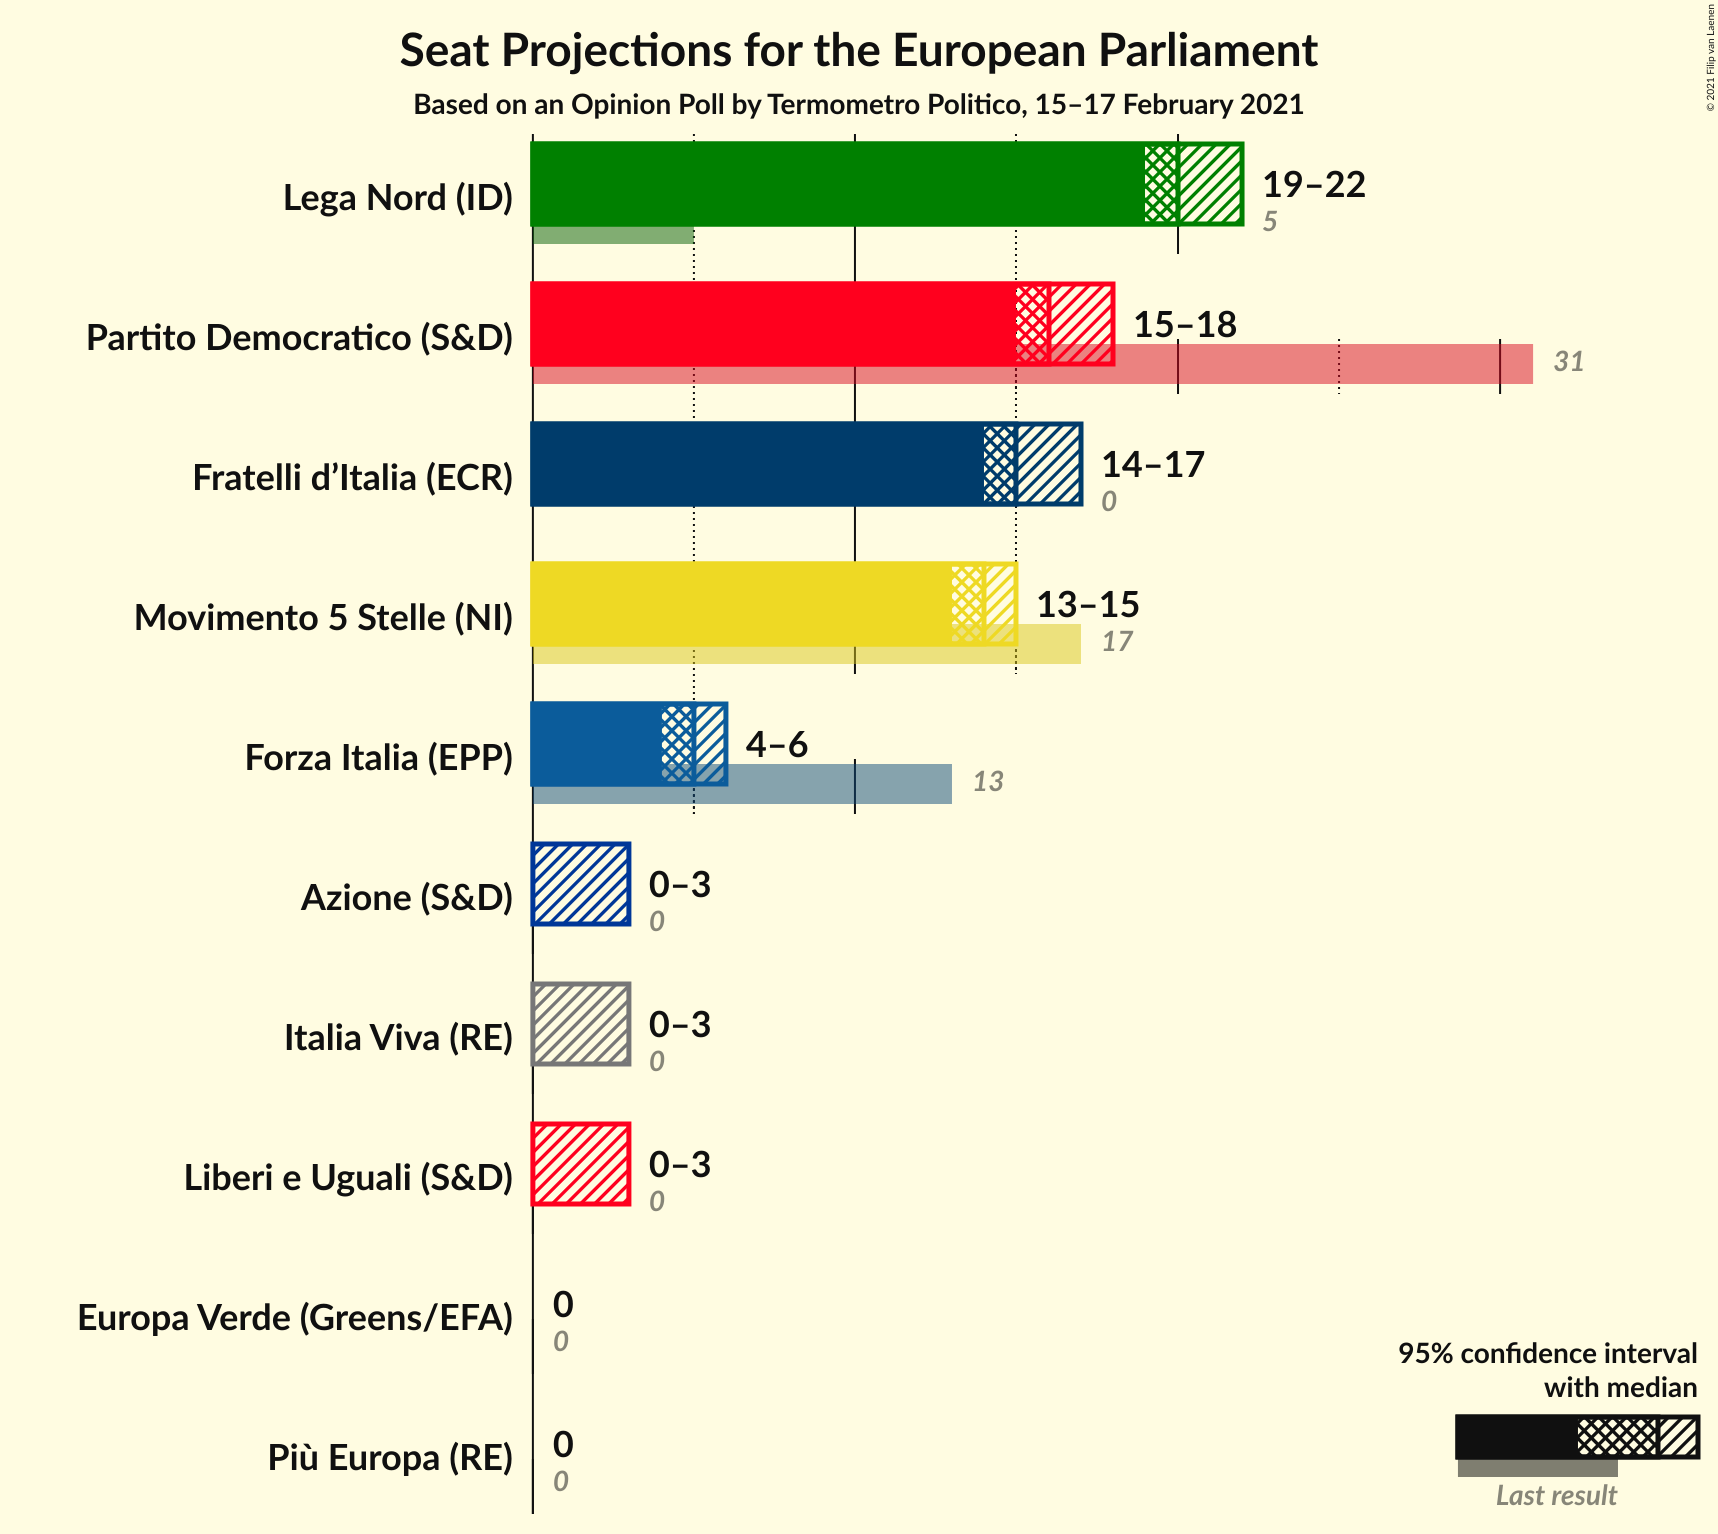 Seat Projections for the European Parliament
Based on an Opinion Poll by Termometro Politico, 15–17 February 2021
© 2021 Filip van Laenen
Lega Nord (ID)
19–22
5
Partito Democratico (S&D)
15–18
31
Fratelli d’Italia (ECR)
14–17
0
Movimento 5 Stelle (NI)
13–15
17
Forza Italia (EPP)
4–6
13
Azione (S&D)
0–3
0
Italia Viva (RE)
0–3
0
Liberi e Uguali (S&D)
0–3
0
Europa Verde (Greens/EFA)
0
0
Più Europa (RE)
0
0
95% confidence interval
with median
Last result